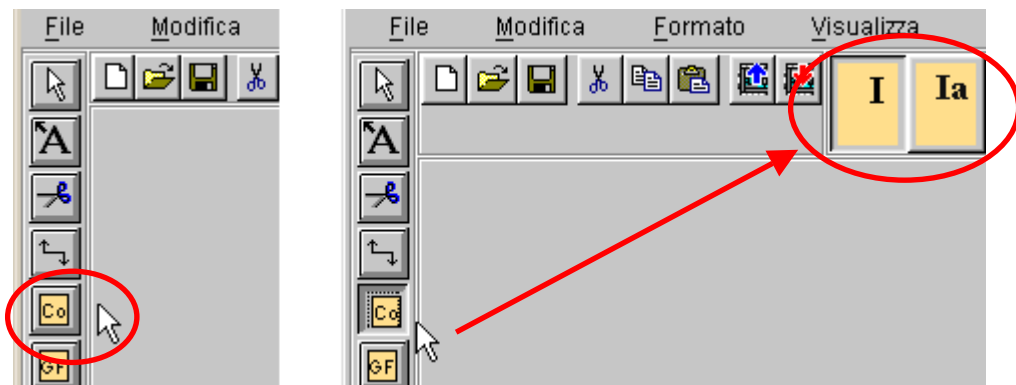 File Modifica
A
Co
GF
File Modifica Formato Visualizza
I Ia
A
Co
GF